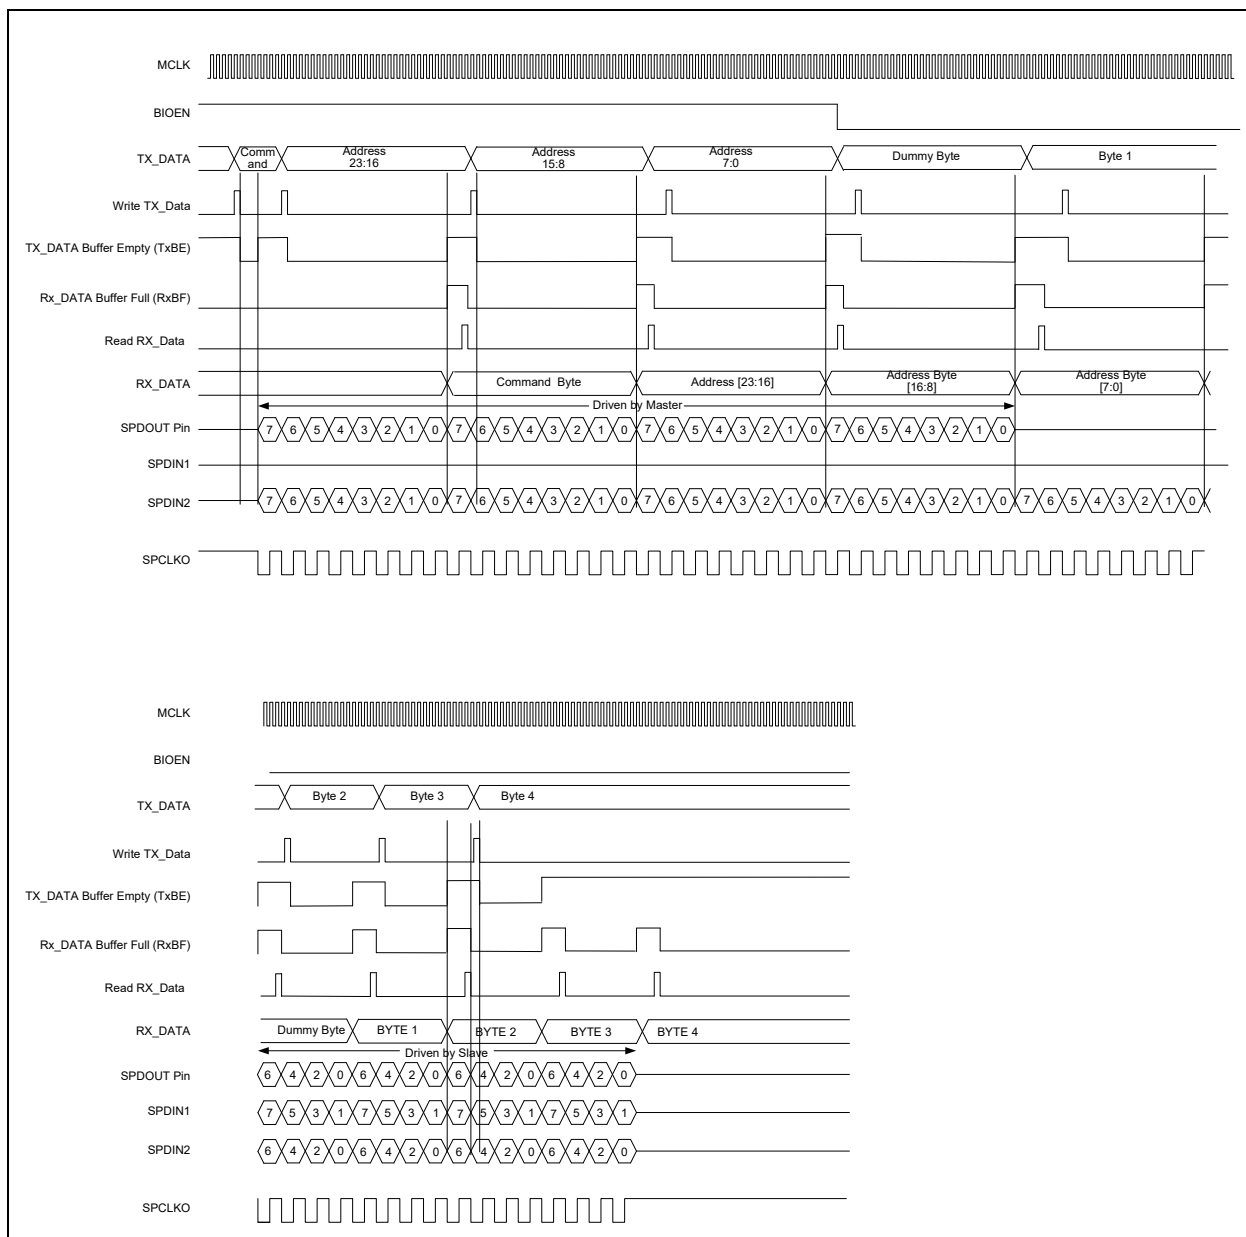 MCLK
BIOEN
TX_DATA
Comm
and
Address
23:16
Address
15:8
Address
7:0
Dummy Byte
Byte 1
Write TX_Data
TX_DATA Buffer Empty (TxBE)
Rx_DATA Buffer Full (RxBF)
Read RX_Data
RX_DATA
Command Byte
Address [23:16]
Address Byte
[16:8]
Address Byte
[7:0]
Driven by Master
SPDOUT Pin
7 6 5 4 3 2 1 0 7 6 5 4 3 2 1 0 7 6 5 4 3 2 1 0 7 6 5 4 3 2 1 0
SPDIN1
SPDIN2
7 6 5 4 3 2 1 0 7 6 5 4 3 2 1 0 7 6 5 4 3 2 1 0 7 6 5 4 3 2 1 0 7 6 5 4 3 2 1 0
SPCLKO
MCLK
BIOEN
TX_DATA
Byte 2
Byte 3
Byte 4
Write TX_Data
TX_DATA Buffer Empty (TxBE)
Rx_DATA Buffer Full (RxBF)
Read RX_Data
RX_DATA
Dummy Byte
BYTE 1
BYTE 2
BYTE 3
BYTE 4
Driven by Slave
SPDOUT Pin
6 4 2 0 6 4 2 0 6 4 2 0 6 4 2 0
SPDIN1
7 5 3 1 7 5 3 1 7 5 3 1 7 5 3 1
SPDIN2
6 4 2 0 6 4 2 0 6 4 2 0 6 4 2 0
SPCLKO